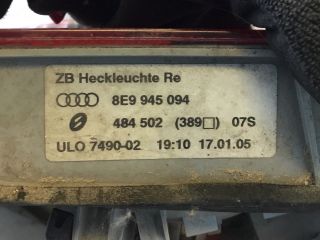 ZB Heckleuchte Re
8E9 945 094
484 502 (389□) 07S
ULO 7490-02 19:10 17.01.05